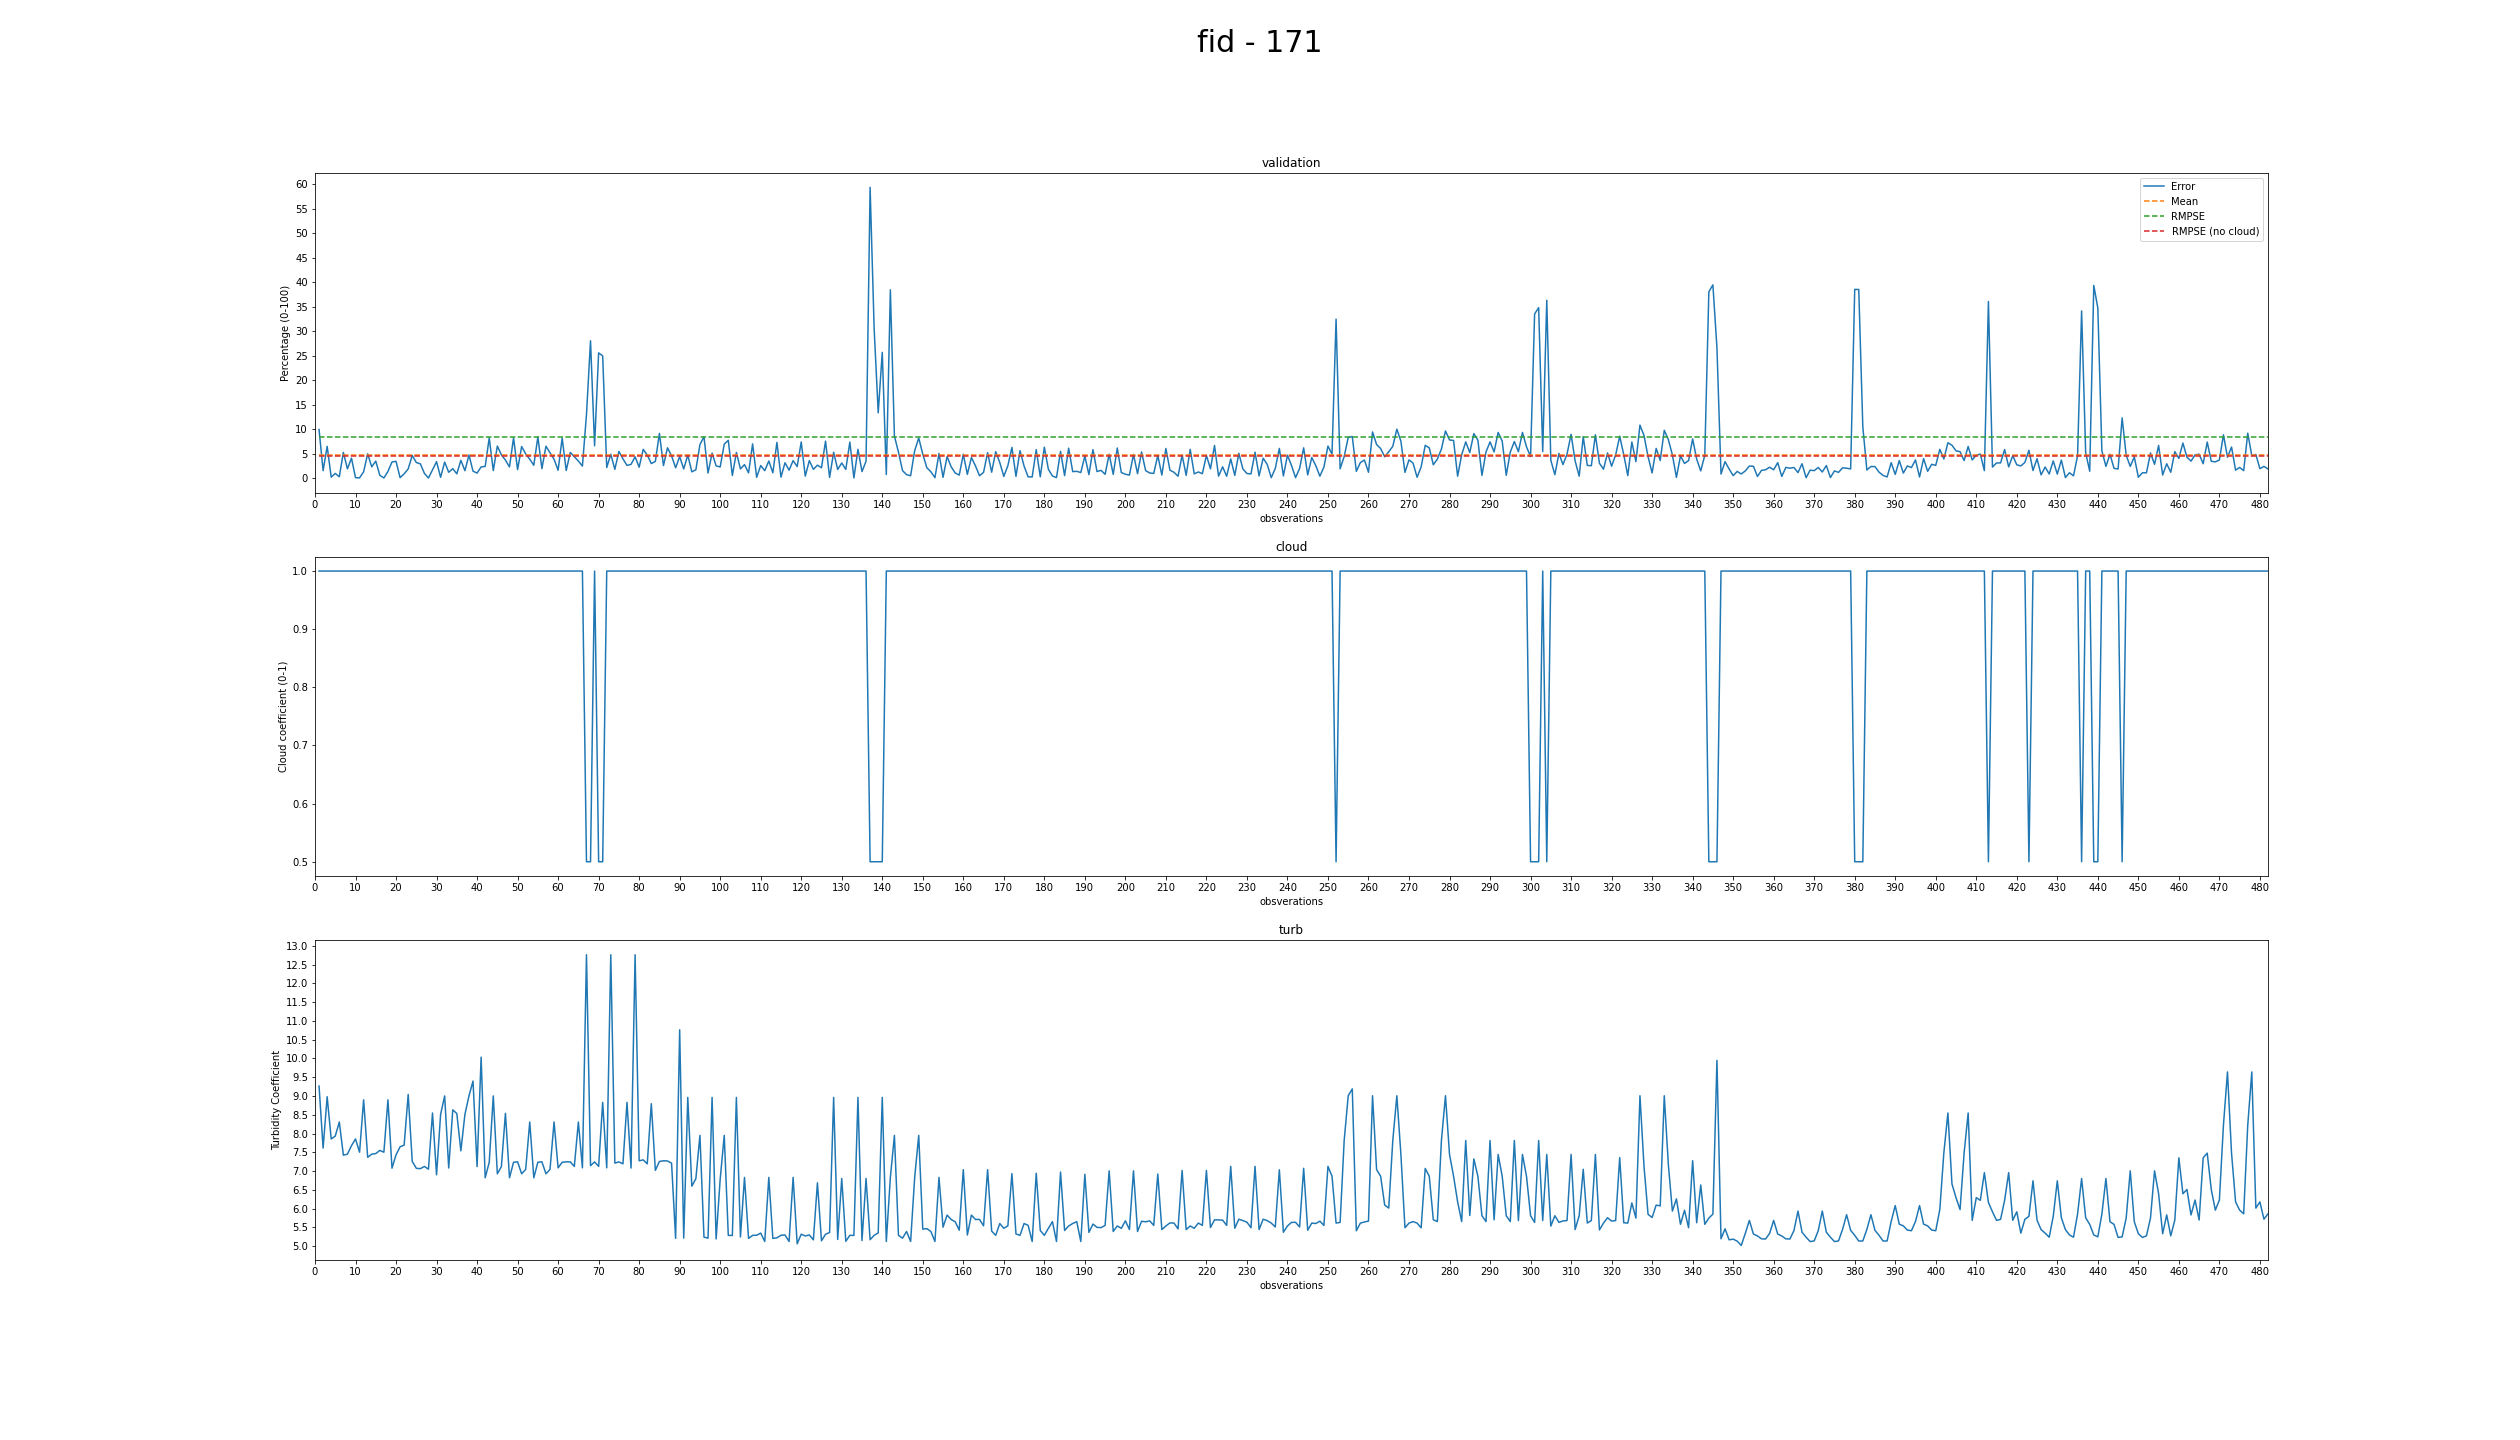 fid - 171
validation
60
55
50
45
40
35
30
25
20
15
10
5
0
Percentage (0-100)
Error
Mean
RMPSE
RMPSE (no cloud)
0 10 20 30 40 50 60 70 80 90 100 110 120 130 140 150 160 170 180 190 200 210 220 230 240 250 260 270 280 290 300 310 320 330 340 350 360 370 380 390 400 410 420 430 440 450 460 470 480
obsverations
cloud
1.0
0.9
0.8
0.7
0.6
0.5
Cloud coefficient (0-1)
0 10 20 30 40 50 60 70 80 90 100 110 120 130 140 150 160 170 180 190 200 210 220 230 240 250 260 270 280 290 300 310 320 330 340 350 360 370 380 390 400 410 420 430 440 450 460 470 480
obsverations
turb
13.0
12.5
12.0
11.5
11.0
10.5
10.0
9.5
9.0
8.5
8.0
7.5
7.0
6.5
6.0
5.5
5.0
Turbidity Coefficient
0 10 20 30 40 50 60 70 80 90 100 110 120 130 140 150 160 170 180 190 200 210 220 230 240 250 260 270 280 290 300 310 320 330 340 350 360 370 380 390 400 410 420 430 440 450 460 470 480
obsverations